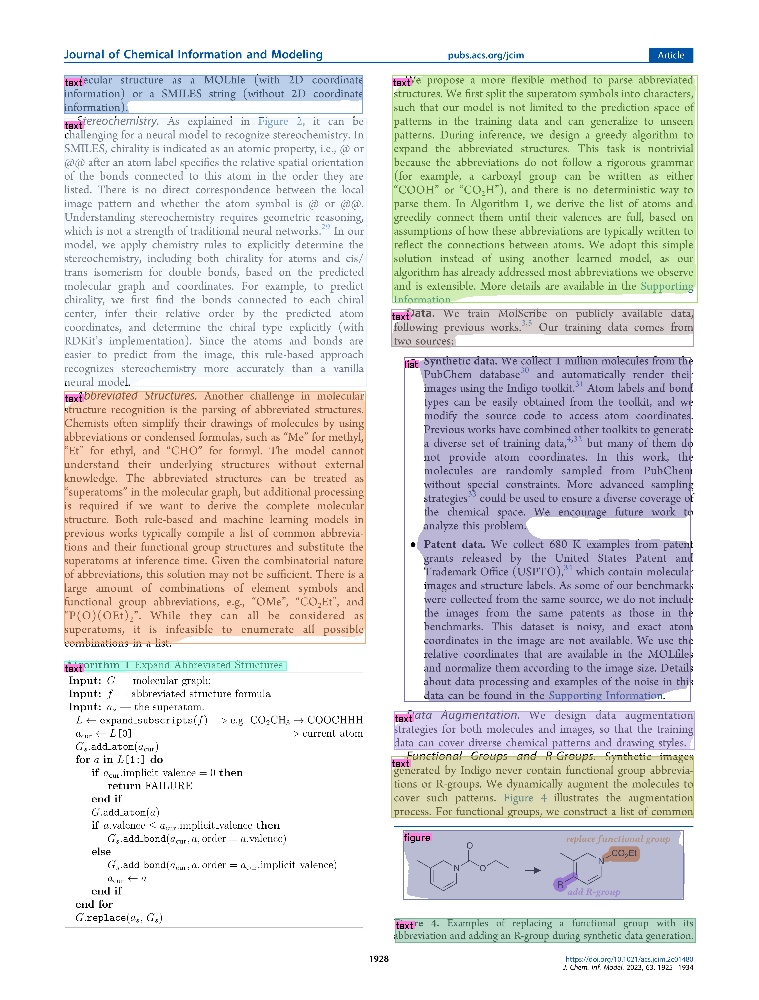 Journal of Chemical Information and Modeling
pubs.acs.org/jcim
Article
text
ecular structure as a MOLfile (with 2D coordinate
information) or a SMILES string (without 2D coordinate
information).
text
Stereochemistry. As explained in Figure 2, it can be
challenging for a neural model to recognize stereochemistry. In
SMILES, chirality is indicated as an atomic property, i.e., @ or
@@ after an atom label specifies the relative spatial orientation
of the bonds connected to this atom in the order they are
listed. There is no direct correspondence between the local
image pattern and whether the atom symbol is @ or @@.
Understanding stereochemistry requires geometric reasoning,
which is not a strength of traditional neural networks.29 In our
model, we apply chemistry rules to explicitly determine the
stereochemistry, including both chirality for atoms and cis/
trans isomerism for double bonds, based on the predicted
molecular graph and coordinates. For example, to predict
chirality, we first find the bonds connected to each chiral
center, infer their relative order by the predicted atom
coordinates, and determine the chiral type explicitly (with
RDKit's implementation). Since the atoms and bonds are
easier to predict from the image, this rule-based approach
recognizes stereochemistry more accurately than a vanilla
neural model.
text
Abbreviated Structures. Another challenge in molecular
structure recognition is the parsing of abbreviated structures.
Chemists often simplify their drawings of molecules by using
abbreviations or condensed formulas, such as "Me" for methyl,
"Et" for ethyl, and "CHO" for formyl. The model cannot
understand their underlying structures without external
knowledge. The abbreviated structures can be treated as
"superatoms" in the molecular graph, but additional processing
is required if we want to derive the complete molecular
structure. Both rule-based and machine learning models in
previous works typically compile a list of common abbrevia-
tions and their functional group structures and substitute the
superatoms at inference time. Given the combinatorial nature
of abbreviations, this solution may not be sufficient. There is a
large amount of combinations of element symbols and
functional group abbreviations, e.g., "OMe", "CO₂Et", and
"P(O)(OEt)₂". While they can all be considered as
superatoms, it is infeasible to enumerate all possible
combinations in a list.
text
Algorithm 1 Expand Abbreviated Structures
Input: G – molecular graph;
Input: f – abbreviated structure formula
Input: aₛ – the superatom.
L ← expand_subscripts(f) ▷ e.g. CO₂CH₃ → COOCHHH
a_cur ← L[0] ▷ current atom
Gₛ.add_atom(a_cur)
for a in L[1:] do
if a_cur.implicit_valence = 0 then
return FAILURE
end if
G.add_atom(a)
if a.valence ≤ a_cur.implicit_valence then
Gₛ.add_bond(a_cur, a, order = a.valence)
else
Gₛ.add_bond(a_cur, a, order = a_cur.implicit_valence)
a_cur ← a
end if
end for
G.replace(aₛ, Gₛ)
text
We propose a more flexible method to parse abbreviated
structures. We first split the superatom symbols into characters,
such that our model is not limited to the prediction space of
patterns in the training data and can generalize to unseen
patterns. During inference, we design a greedy algorithm to
expand the abbreviated structures. This task is nontrivial
because the abbreviations do not follow a rigorous grammar
(for example, a carboxyl group can be written as either
"COOH" or "CO₂H"), and there is no deterministic way to
parse them. In Algorithm 1, we derive the list of atoms and
greedily connect them until their valences are full, based on
assumptions of how these abbreviations are typically written to
reflect the connections between atoms. We adopt this simple
solution instead of using another learned model, as our
algorithm has already addressed most abbreviations we observe
and is extensible. More details are available in the Supporting
Information.
text
Data. We train MolScribe on publicly available data,
following previous works.3,5 Our training data comes from
two sources:
list
Synthetic data. We collect 1 million molecules from the
PubChem database30 and automatically render their
images using the Indigo toolkit.31 Atom labels and bond
types can be easily obtained from the toolkit, and we
modify the source code to access atom coordinates.
Previous works have combined other toolkits to generate
a diverse set of training data,4,32 but many of them do
not provide atom coordinates. In this work, the
molecules are randomly sampled from PubChem
without special constraints. More advanced sampling
strategies33 could be used to ensure a diverse coverage of
the chemical space. We encourage future work to
analyze this problem.
• Patent data. We collect 680 K examples from patent
grants released by the United States Patent and
Trademark Office (USPTO),34 which contain molecular
images and structure labels. As some of our benchmarks
were collected from the same source, we do not include
the images from the same patents as those in the
benchmarks. This dataset is noisy, and exact atom
coordinates in the image are not available. We use the
relative coordinates that are available in the MOLfiles
and normalize them according to the image size. Details
about data processing and examples of the noise in this
data can be found in the Supporting Information.
text
Data Augmentation. We design data augmentation
strategies for both molecules and images, so that the training
data can cover diverse chemical patterns and drawing styles.
text
Functional Groups and R-Groups. Synthetic images
generated by Indigo never contain functional group abbrevia-
tions or R-groups. We dynamically augment the molecules to
cover such patterns. Figure 4 illustrates the augmentation
process. For functional groups, we construct a list of common
figure
replace functional group
O
O
N
N
CO₂Et
R
add R-group
text
Figure 4. Examples of replacing a functional group with its
abbreviation and adding an R-group during synthetic data generation.
1928
https://doi.org/10.1021/acs.jcim.2c01480
J. Chem. Inf. Model. 2023, 63, 1925−1934